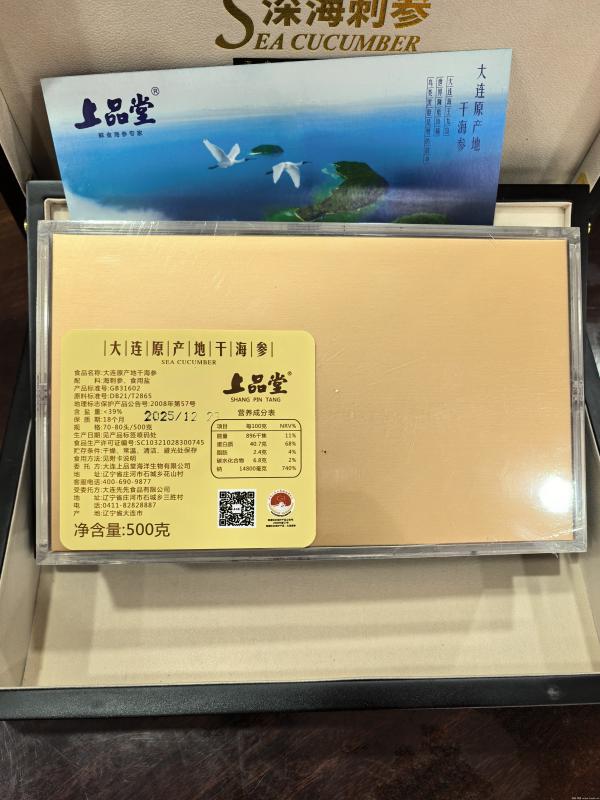 深海刺参
SEA CUCUMBER
上品堂®
鲜食海参专家
大连原产地
干海参
大连原产地干海参
SEA CUCUMBER
食品名称:大连原产地干海参
配 料:海刺参、食用盐
产品标准号:GB31602
原料标准号:DB21/T2865
地理标志保护产品公告号:2008年第57号
含 盐 量:<39%
保 质 期:18个月
2025/12
规 格:70-80头/500克
生产日期:见产品标签喷码处
食品生产许可证编号:SC10321028300745
贮存条件:干燥、常温、清洁、避光处保存
食用方法:见附卡说明
委 托 方:大连上品堂海洋生物有限公司
地 址:辽宁省庄河市石城乡花山村
客服电话:400-690-9877
受委托方:大连先先食品有限公司
地 址:辽宁省庄河市石城乡三胜村
电 话:0411-82828887
产 地:辽宁省大连市
净含量:500克
上品堂®
SHANG PIN TANG
营养成分表
项目 每100克 NRV%
能量 896千焦 11%
蛋白质 40.7克 68%
脂肪 2.4克 4%
碳水化合物 6.8克 2%
钠 14800毫克 740%